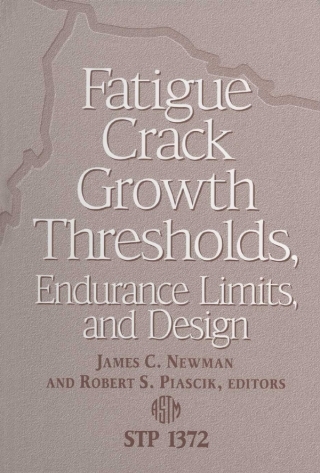 Fatigue
Crack
Growth
Thresholds,
Endurance Limits,
and Design
JAMES C. NEWMAN
AND ROBERT S. PIASCIK, EDITORS
ASTM
STP 1372